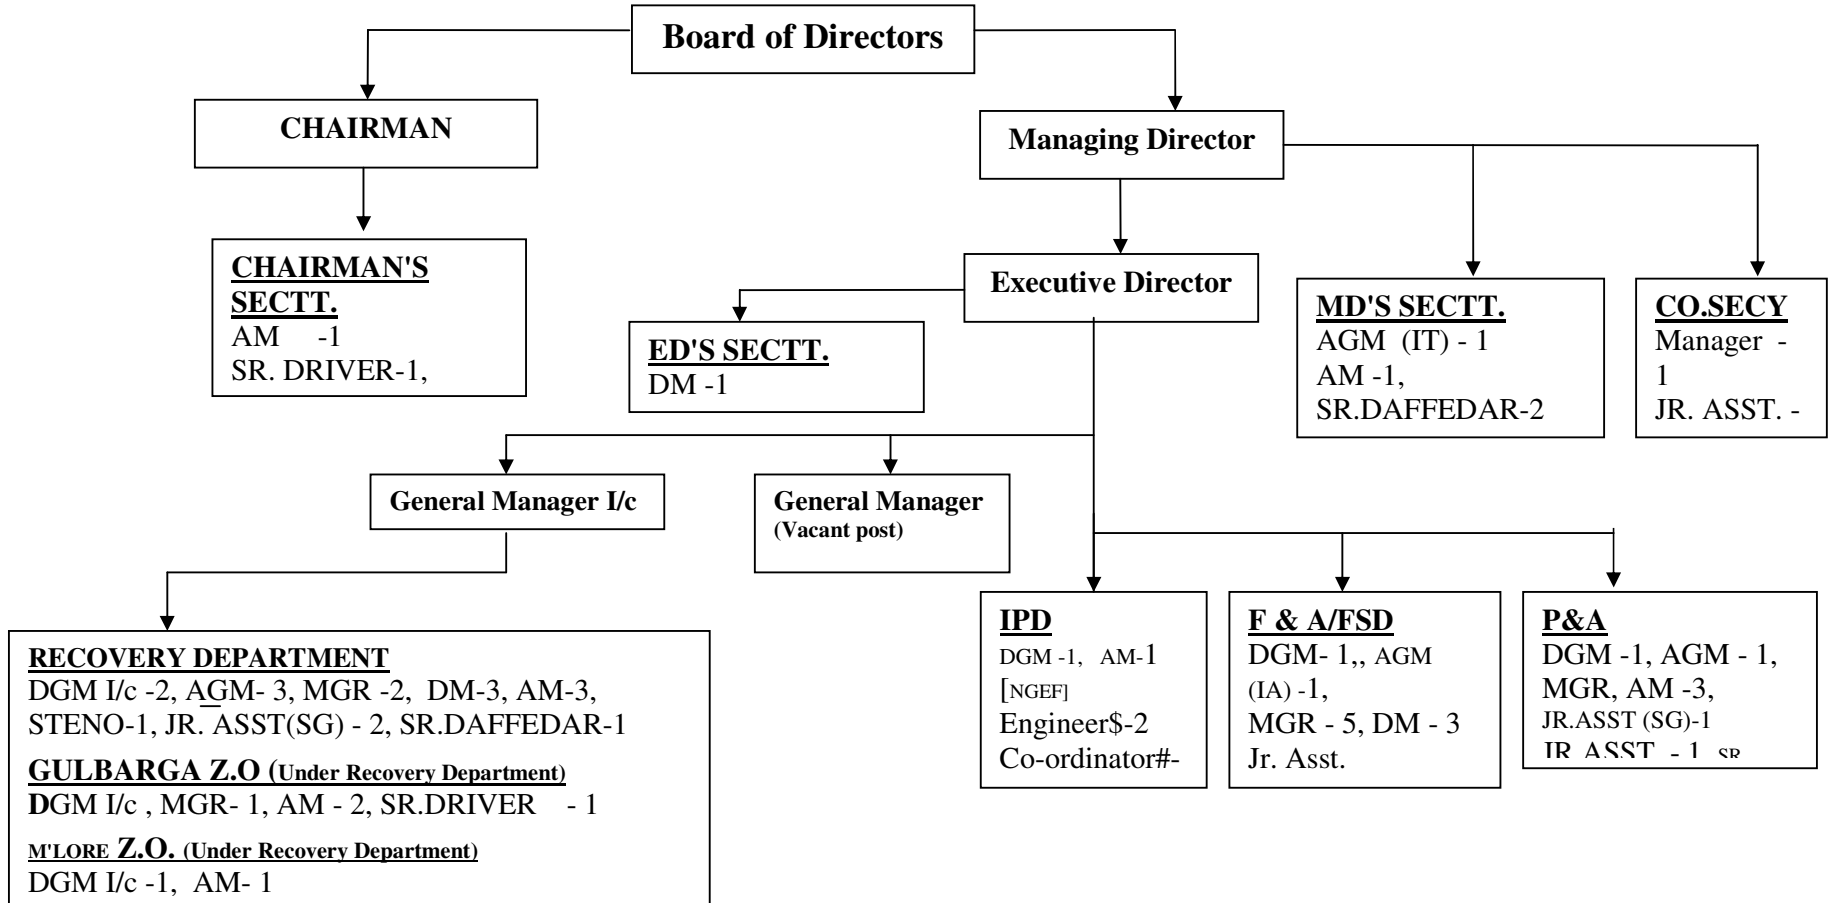 Board of Directors
CHAIRMAN
Managing Director
CHAIRMAN'S
SECTT.
AM -1
SR. DRIVER-1,
Executive Director
ED'S SECTT.
DM -1
MD'S SECTT.
AGM (IT) - 1
AM -1,
SR.DAFFEDAR-2
CO.SECY
Manager -
1
JR. ASST. -
General Manager I/c
General Manager
(Vacant post)
RECOVERY DEPARTMENT
DGM I/c -2, AGM- 3, MGR -2, DM-3, AM-3,
STENO-1, JR. ASST(SG) - 2, SR.DAFFEDAR-1
GULBARGA Z.O (Under Recovery Department)
DGM I/c , MGR- 1, AM - 2, SR.DRIVER - 1
M'LORE Z.O. (Under Recovery Department)
DGM I/c -1, AM- 1
IPD
DGM -1, AM-1
[NGEF]
Engineer$-2
Co-ordinator#-
F & A/FSD
DGM- 1,, AGM
(IA) -1,
MGR - 5, DM - 3
Jr. Asst.
P&A
DGM -1, AGM - 1,
MGR, AM -3,
JR.ASST (SG)-1
JR.ASST - 1 SR